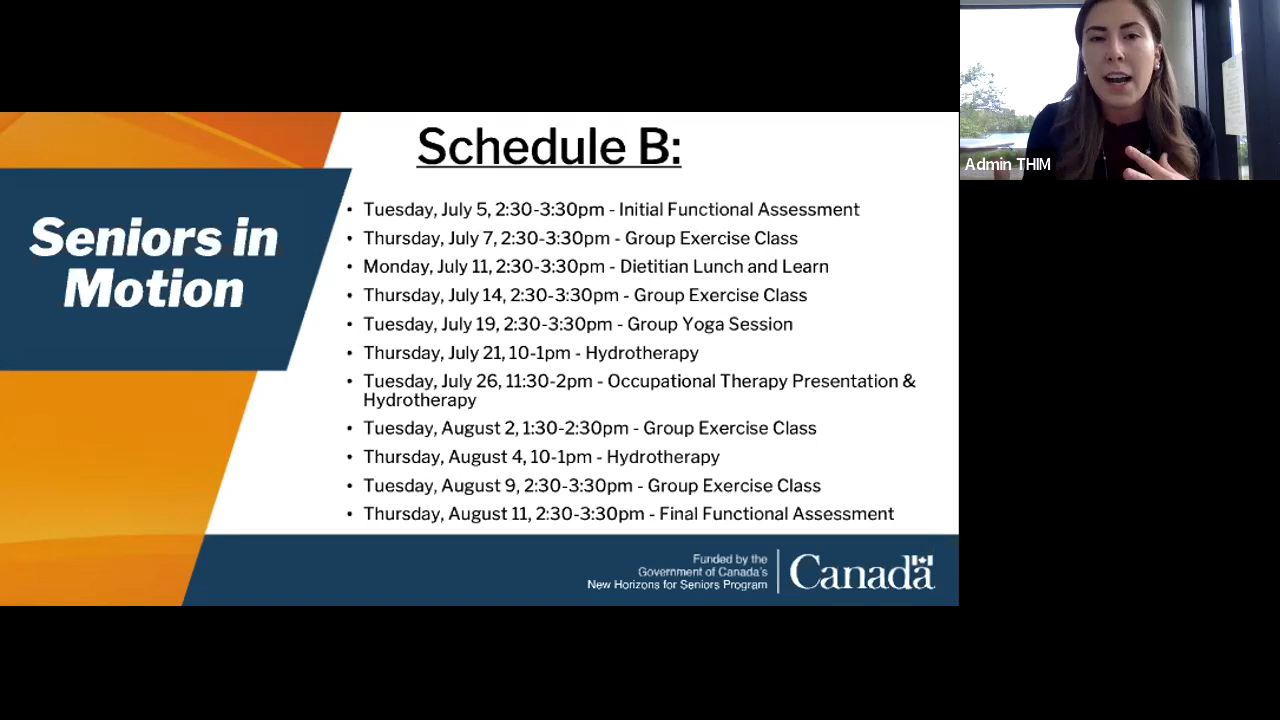 Schedule B:
Seniors in
Motion
• Tuesday, July 5, 2:30-3:30pm - Initial Functional Assessment
• Thursday, July 7, 2:30-3:30pm - Group Exercise Class
• Monday, July 11, 2:30-3:30pm - Dietitian Lunch and Learn
• Thursday, July 14, 2:30-3:30pm - Group Exercise Class
• Tuesday, July 19, 2:30-3:30pm - Group Yoga Session
• Thursday, July 21, 10-1pm - Hydrotherapy
• Tuesday, July 26, 11:30-2pm - Occupational Therapy Presentation &
Hydrotherapy
• Tuesday, August 2, 1:30-2:30pm - Group Exercise Class
• Thursday, August 4, 10-1pm - Hydrotherapy
• Tuesday, August 9, 2:30-3:30pm - Group Exercise Class
• Thursday, August 11, 2:30-3:30pm - Final Functional Assessment
Funded by the
Government of Canada's
New Horizons for Seniors Program
Canada
Admin THIM